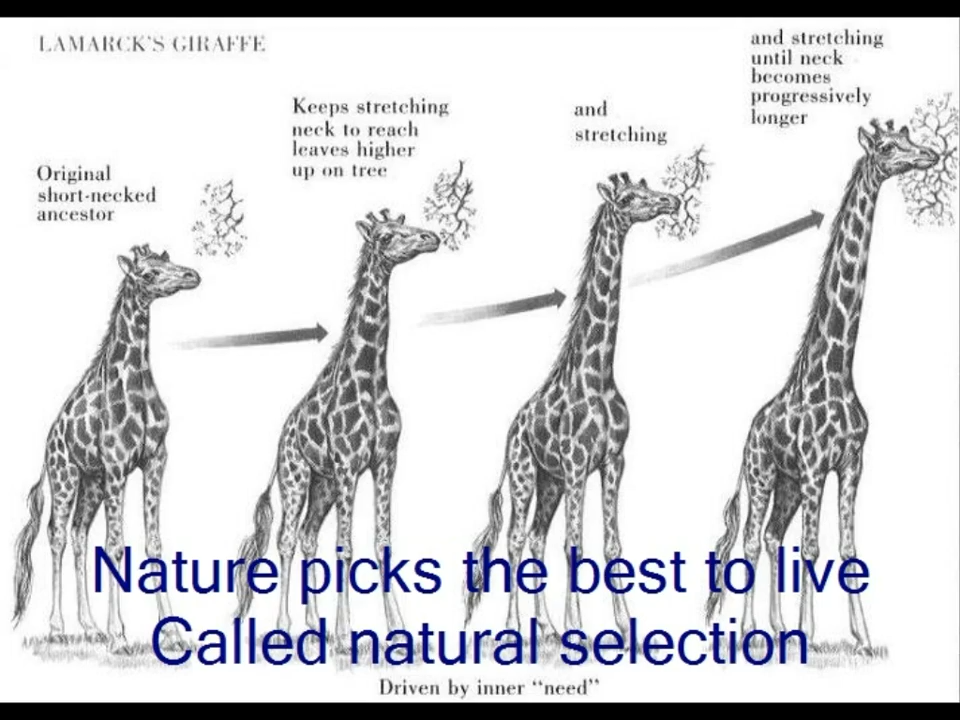 LAMARCK'S GIRAFFE
Original
short-necked
ancestor
Keeps stretching
neck to reach
leaves higher
up on tree
and
stretching
and stretching
until neck
becomes
progressively
longer
Nature picks the best to live
Called natural selection
Driven by inner “need”